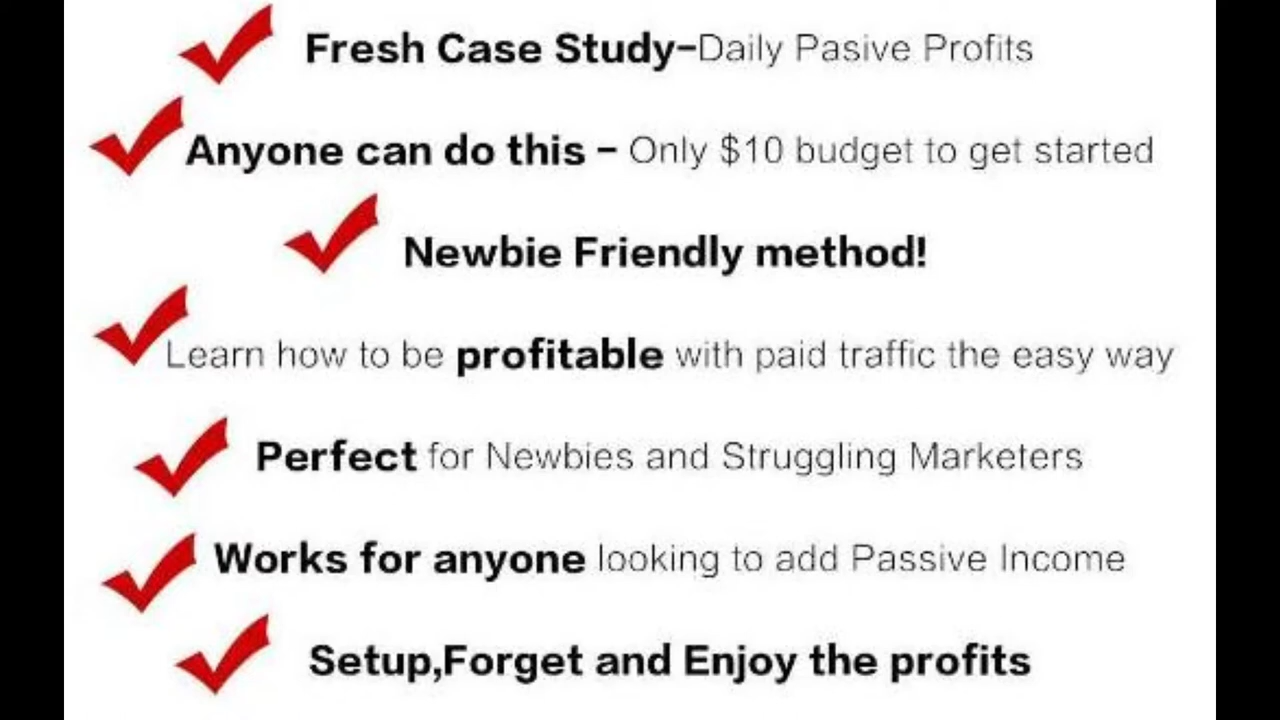 Fresh Case Study-Daily Pasive Profits
Anyone can do this - Only $10 budget to get started
Newbie Friendly method!
Learn how to be profitable with paid traffic the easy way
Perfect for Newbies and Struggling Marketers
Works for anyone looking to add Passive Income
Setup,Forget and Enjoy the profits